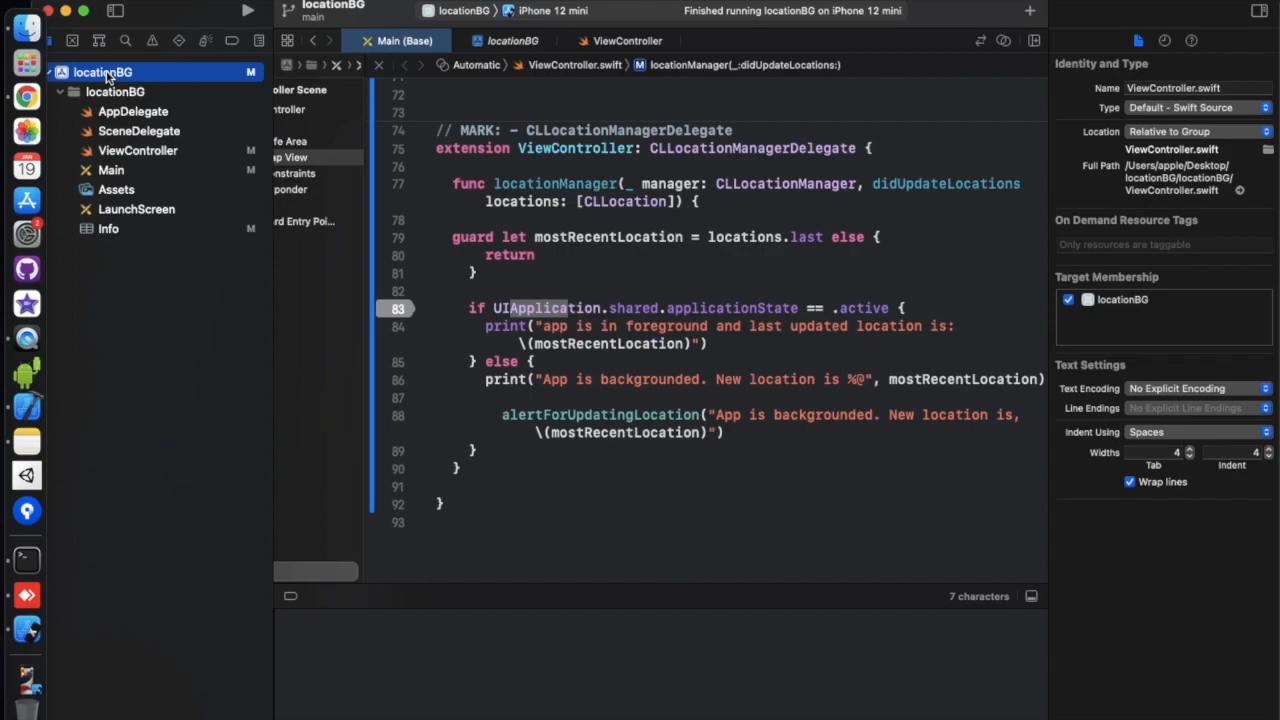 locationBG
main
locationBG
iPhone 12 mini
Finished running locationBG on iPhone 12 mini
Main (Base)
locationBG
ViewController
Automatic
ViewController.swift
M
locationManager(_:didUpdateLocations:)
locationBG
M
locationBG
AppDelegate
SceneDelegate
ViewController
M
Main
M
Assets
LaunchScreen
Info
M
JAN
19
2
ller Scene
ntroller
fe Area
ap View
onstraints
ponder
rd Entry Poi...
72
73
74 // MARK: - CLLocationManagerDelegate
75 extension ViewController: CLLocationManagerDelegate {
76
77 func locationManager(_ manager: CLLocationManager, didUpdateLocations
locations: [CLLocation]) {
78
79 guard let mostRecentLocation = locations.last else {
80 return
81 }
82
83 if UIApplication.shared.applicationState == .active {
84 print("app is in foreground and last updated location is:
\(mostRecentLocation)")
85 } else {
86 print("App is backgrounded. New location is %@", mostRecentLocation)
87
88 alertForUpdatingLocation("App is backgrounded. New location is,
\(mostRecentLocation)")
89 }
90 }
91
92 }
93
7 characters
Identity and Type
Name ViewController.swift
Type Default - Swift Source
Location Relative to Group
ViewController.swift
Full Path /Users/apple/Desktop/
locationBG/locationBG/
ViewController.swift
On Demand Resource Tags
Only resources are taggable
Target Membership
locationBG
Text Settings
Text Encoding No Explicit Encoding
Line Endings No Explicit Line Endings
Indent Using Spaces
Widths 4 4
Tab Indent
Wrap lines